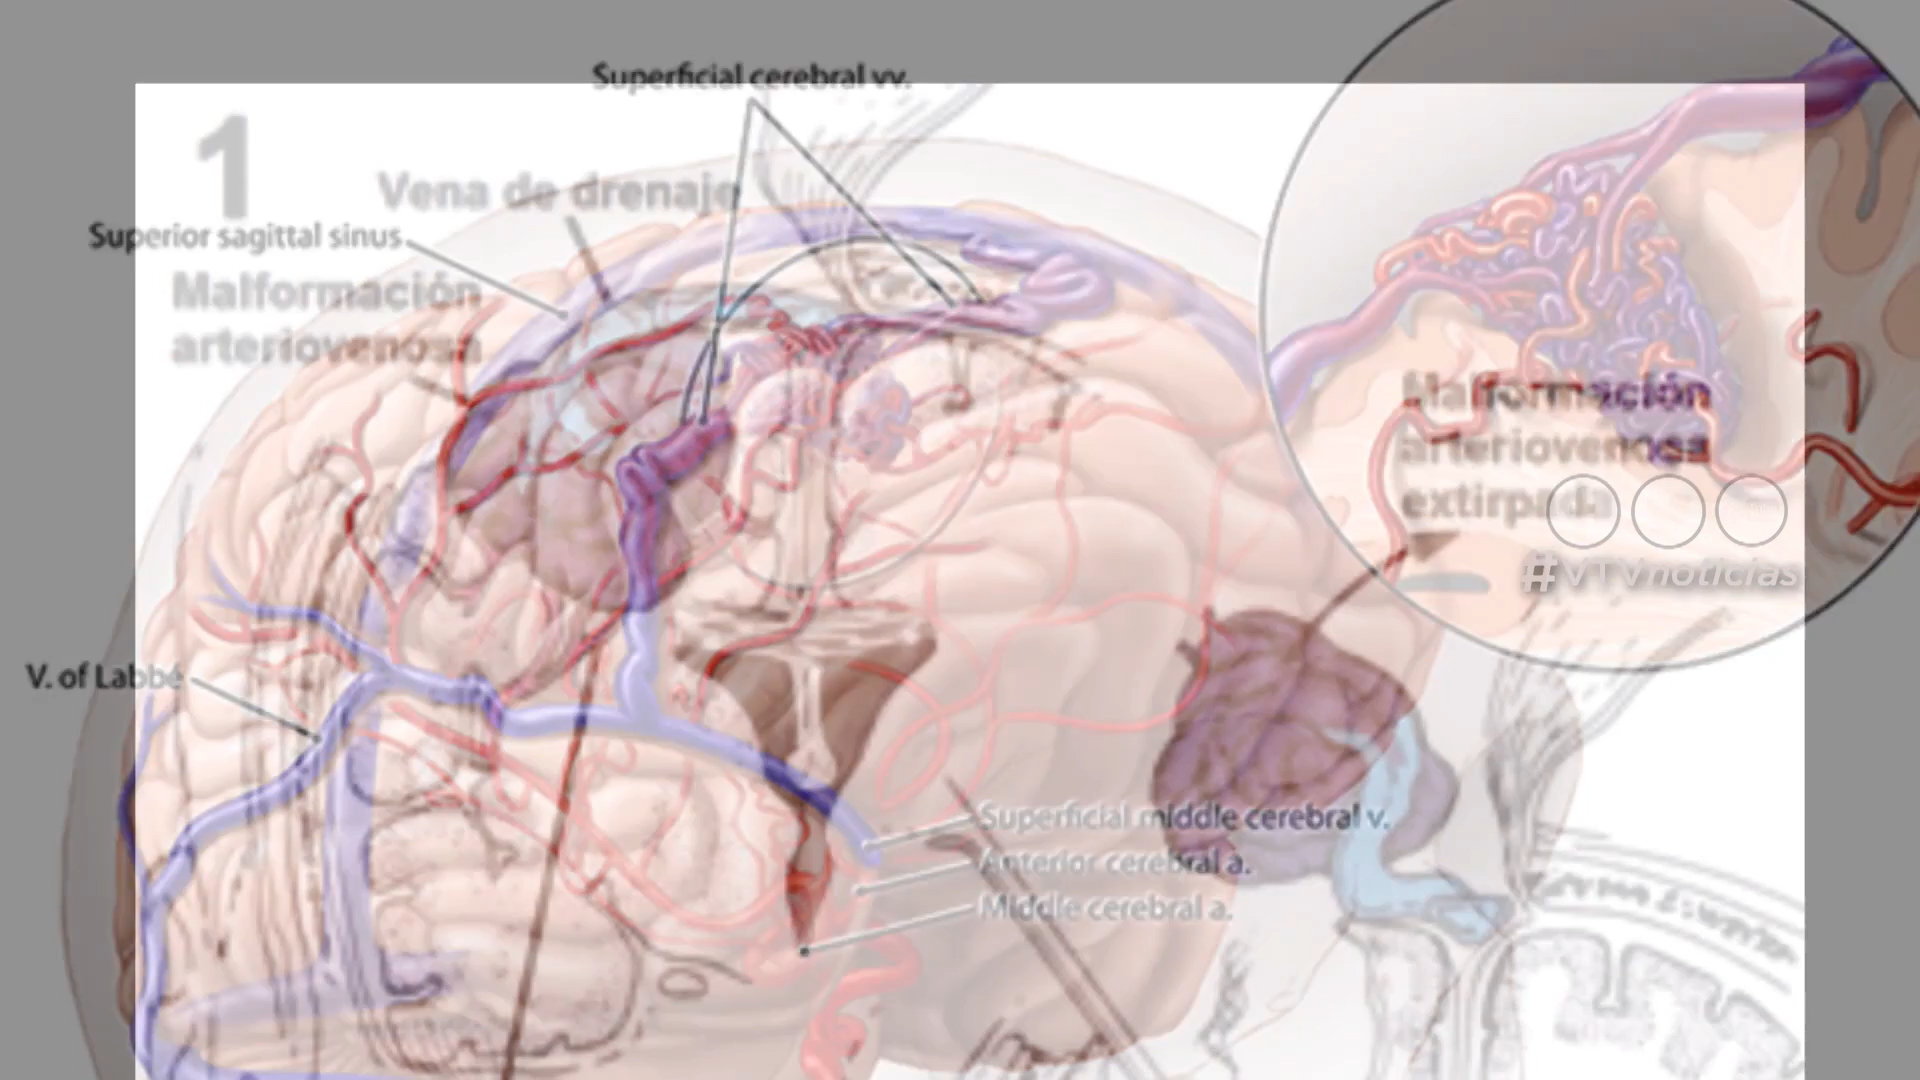 Superficial cerebral vv.
1
Vena de drenaje
Superior sagittal sinus
Malformación
arteriovenosa
Malformación
arteriovenosa
extirpada
#VTVnoticias
V. of Labbé
Superficial middle cerebral v.
Anterior cerebral a.
Middle cerebral a.